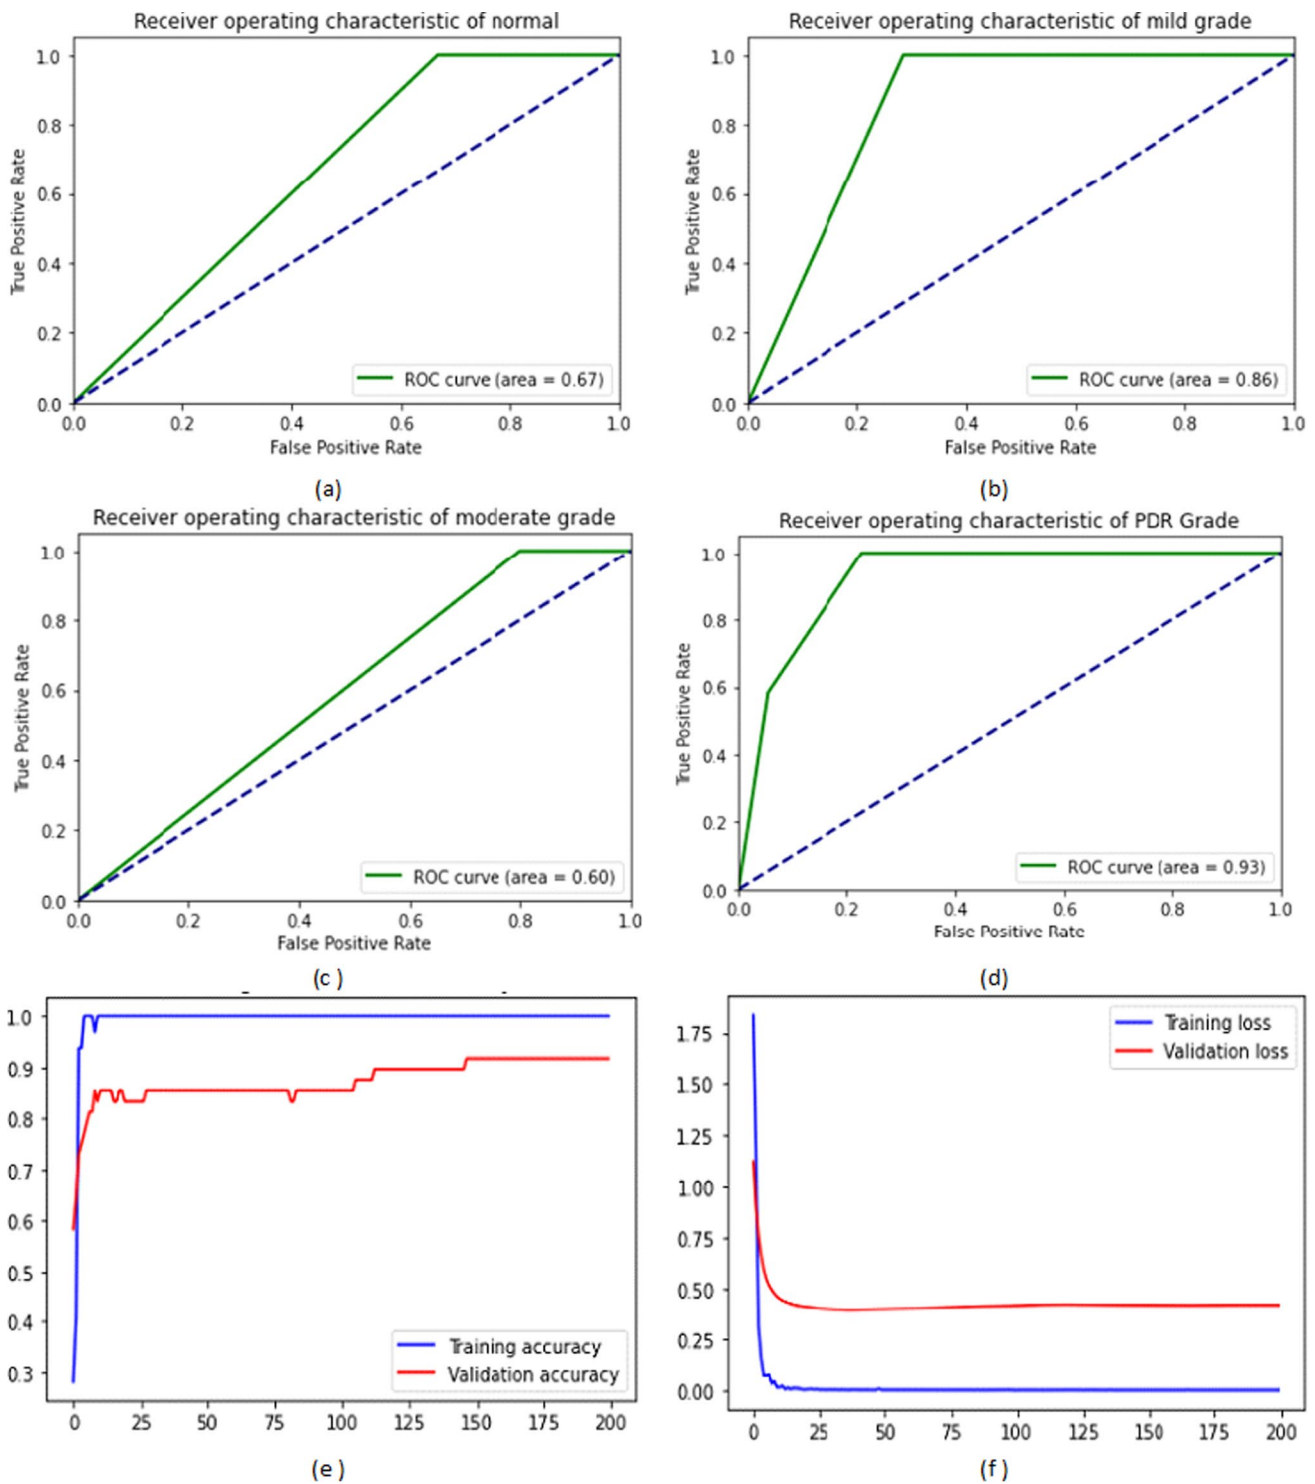 Receiver operating characteristic of normal
1.0
0.8
0.6
0.4
0.2
0.0
True Positive Rate
ROC curve (area = 0.67)
0.0 0.2 0.4 0.6 0.8 1.0
False Positive Rate
(a)
Receiver operating characteristic of mild grade
1.0
0.8
0.6
0.4
0.2
0.0
True Positive Rate
ROC curve (area = 0.86)
0.0 0.2 0.4 0.6 0.8 1.0
False Positive Rate
(b)
Receiver operating characteristic of moderate grade
1.0
0.8
0.6
0.4
0.2
0.0
True Positive Rate
ROC curve (area = 0.60)
0.0 0.2 0.4 0.6 0.8 1.0
False Positive Rate
(c )
Receiver operating characteristic of PDR Grade
1.0
0.8
0.6
0.4
0.2
0.0
True Positive Rate
ROC curve (area = 0.93)
0.0 0.2 0.4 0.6 0.8 1.0
False Positive Rate
(d)
1.0
0.9
0.8
0.7
0.6
0.5
0.4
0.3
Training accuracy
Validation accuracy
0 25 50 75 100 125 150 175 200
(e )
1.75
1.50
1.25
1.00
0.75
0.50
0.25
0.00
Training loss
Validation loss
0 25 50 75 100 125 150 175 200
(f )